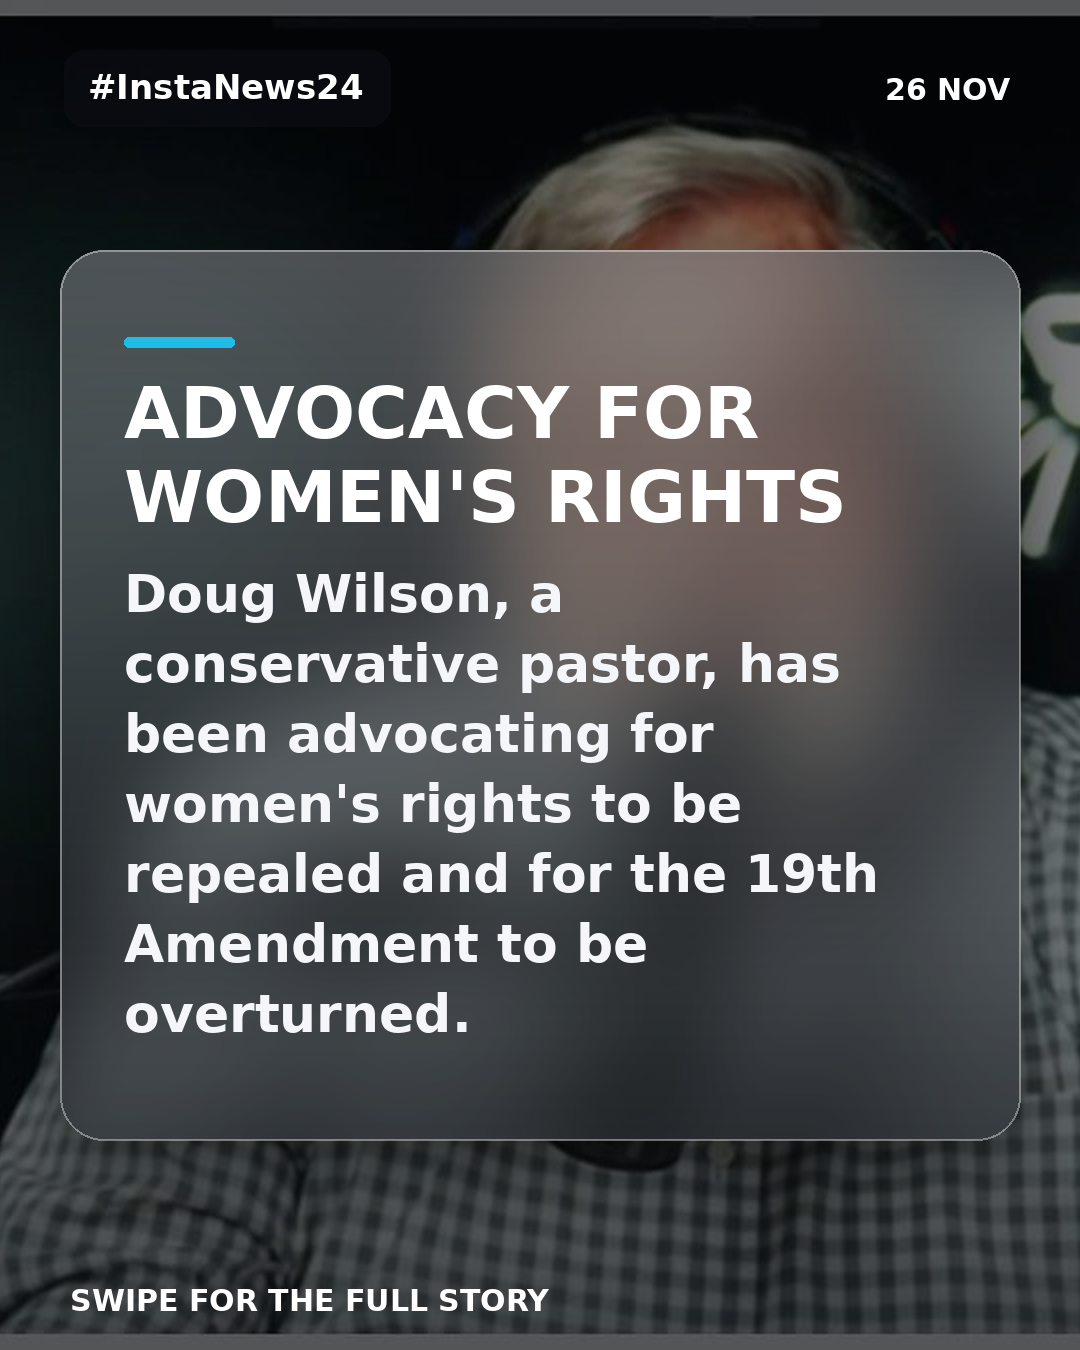 #InstaNews24
26 NOV
ADVOCACY FOR
WOMEN'S RIGHTS
Doug Wilson, a
conservative pastor, has
been advocating for
women's rights to be
repealed and for the 19th
Amendment to be
overturned.
SWIPE FOR THE FULL STORY